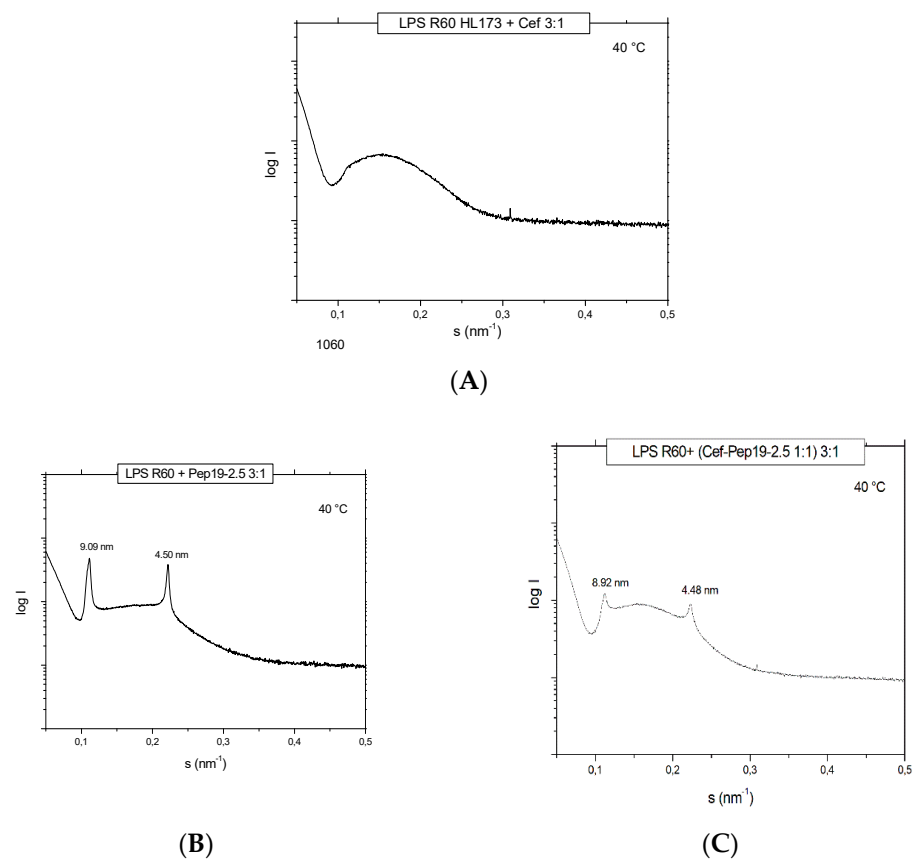 LPS R60 HL173 + Cef 3:1
40 °C
log I
0,1 0,2 0,3 0,4 0,5
s (nm-1)
1060
(A)
LPS R60 + Pep19-2.5 3:1
40 °C
9.09 nm
4.50 nm
log I
0,1 0,2 0,3 0,4 0,5
s (nm-1)
(B)
LPS R60+ (Cef-Pep19-2.5 1:1) 3:1
40 °C
8.92 nm
4.48 nm
log I
0,1 0,2 0,3 0,4 0,5
s (nm-1)
(C)